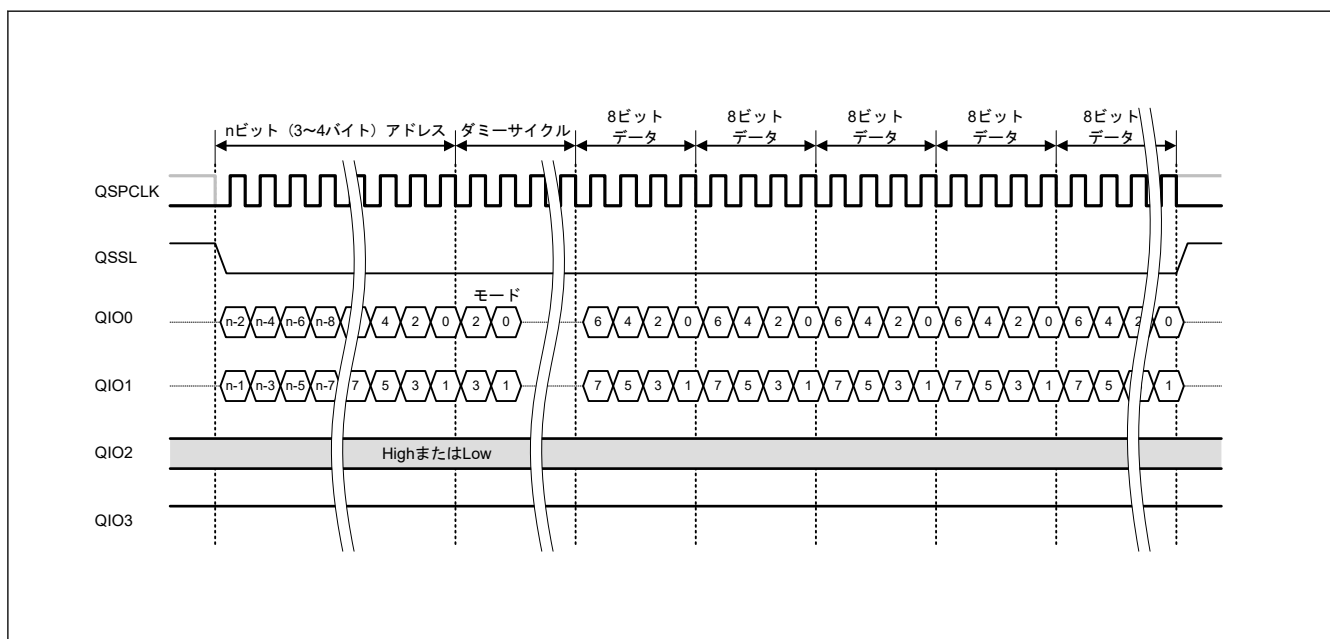 8ビット 8ビット 8ビット 8ビット 8ビット
nビット（3～4バイト）アドレス ダミーサイクル データ データ データ データ データ
QSPCLK
QSSL
モード
QIO0 n-2 n-4 n-6 n-8 4 2 0 2 0 6 4 2 0 6 4 2 0 6 4 2 0 6 4 2 0 6 4 2 0
QIO1 n-1 n-3 n-5 n-7 7 5 3 1 3 1 7 5 3 1 7 5 3 1 7 5 3 1 7 5 3 1 7 5 1
QIO2 HighまたはLow
QIO3